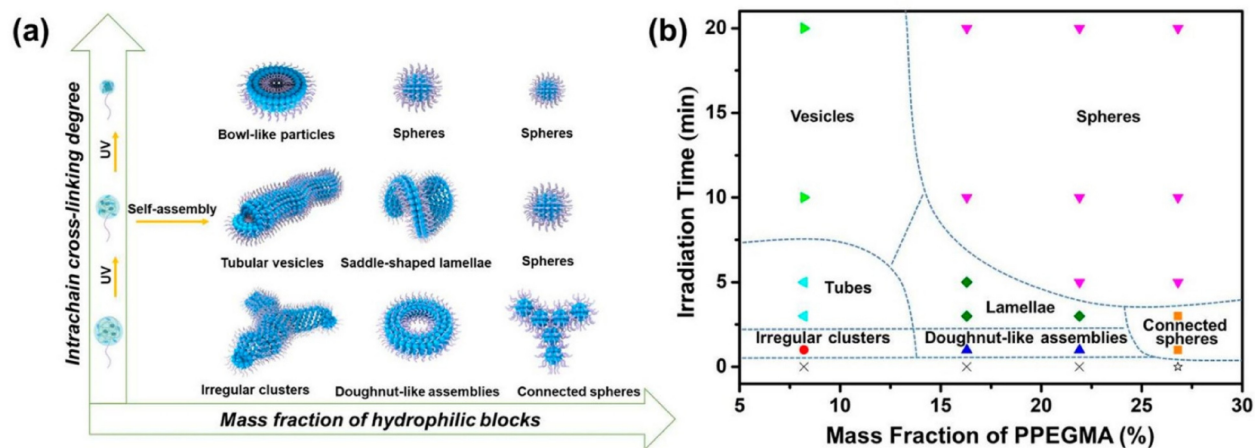 (a)
Intrachain cross-linking degree
UV
UV
Self-assembly
Bowl-like particles
Spheres
Spheres
Tubular vesicles
Saddle-shaped lamellae
Spheres
Irregular clusters
Doughnut-like assemblies
Connected spheres
Mass fraction of hydrophilic blocks
(b)
Irradiation Time (min)
20
15
10
5
0
Vesicles
Spheres
Tubes
Lamellae
Irregular clusters
Doughnut-like assemblies
Connected
spheres
5
10
15
20
25
30
Mass Fraction of PPEGMA (%)